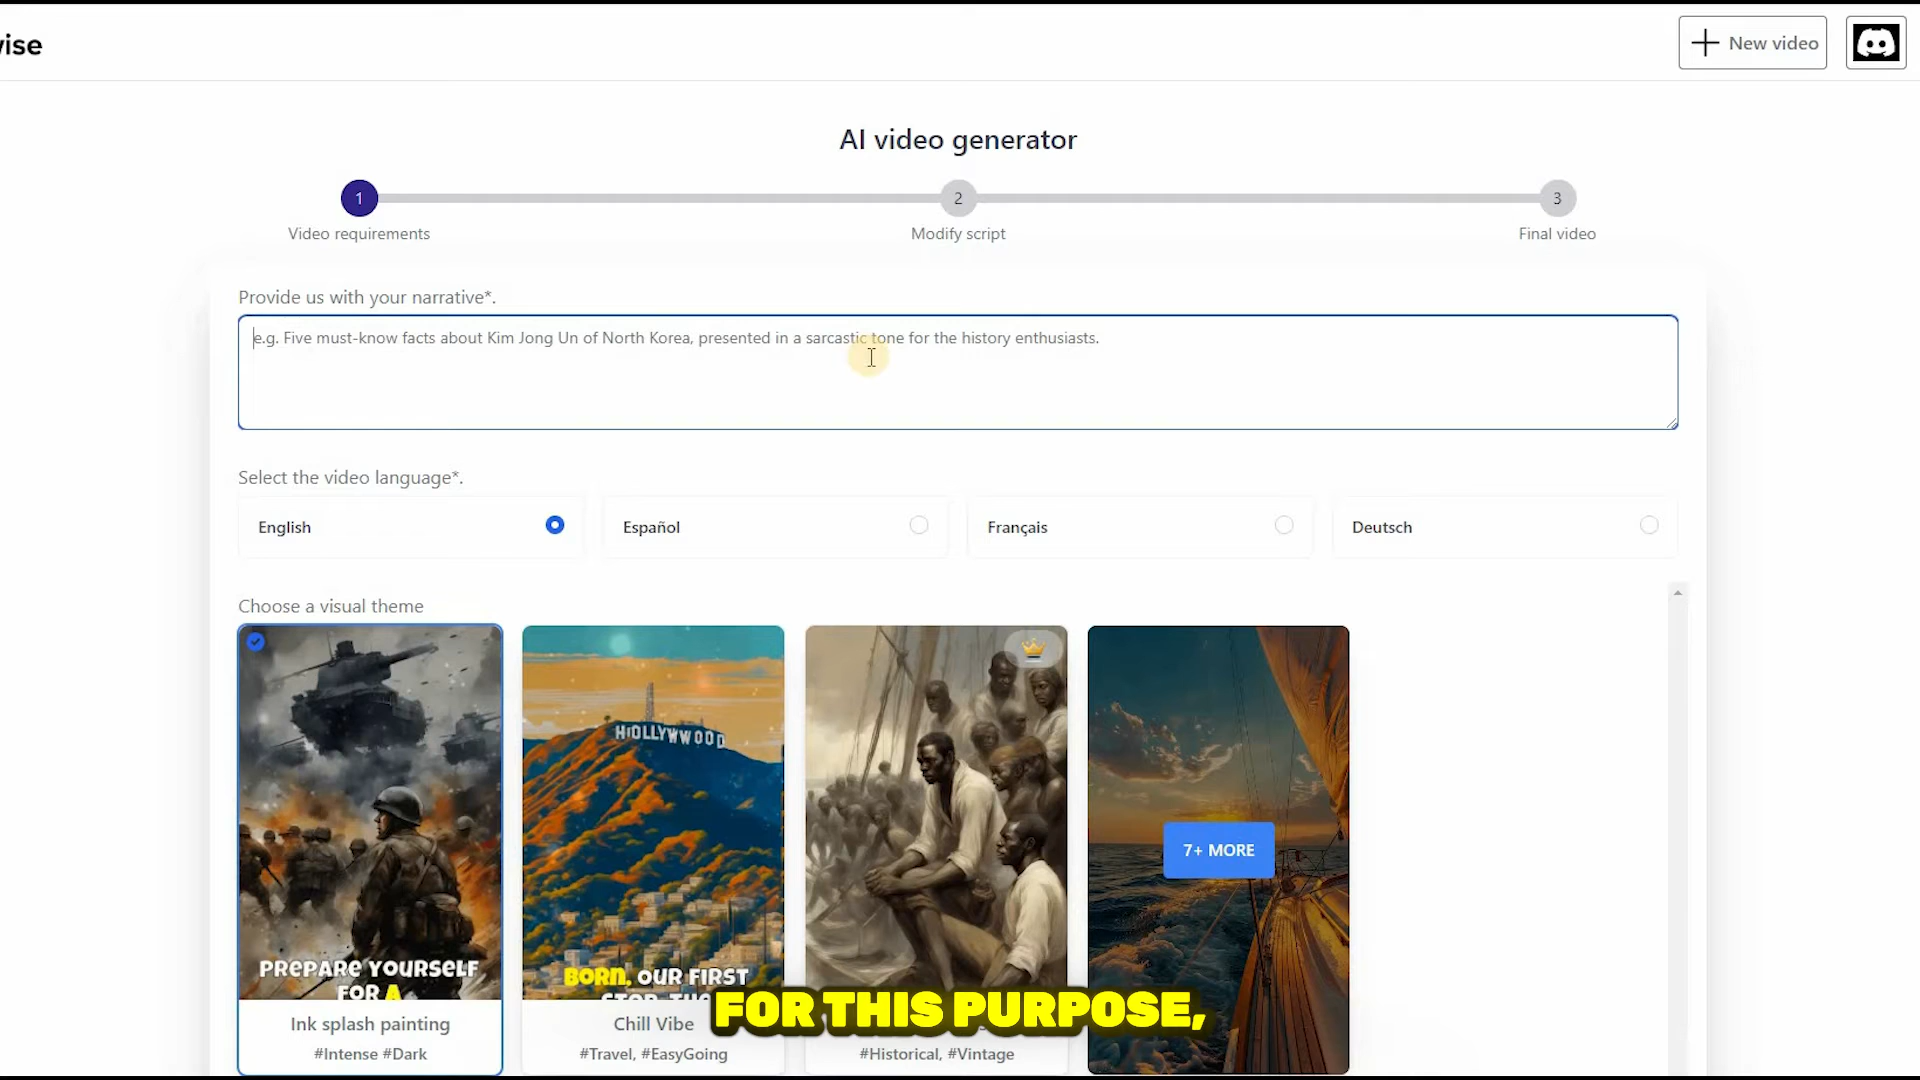 wise
New video
AI video generator
1
2
3
Video requirements
Modify script
Final video
Provide us with your narrative*.
e.g. Five must-know facts about Kim Jong Un of North Korea, presented in a sarcastic tone for the history enthusiasts.
Select the video language*.
English
Español
Français
Deutsch
Choose a visual theme
HOLLYWWOOD
7+ MORE
PREPARE YOURSELF
FOR A
BORN, OUR FIRST
FOR THIS PURPOSE,
Ink splash painting
Chill Vibe
#Intense #Dark
#Travel, #EasyGoing
#Historical, #Vintage